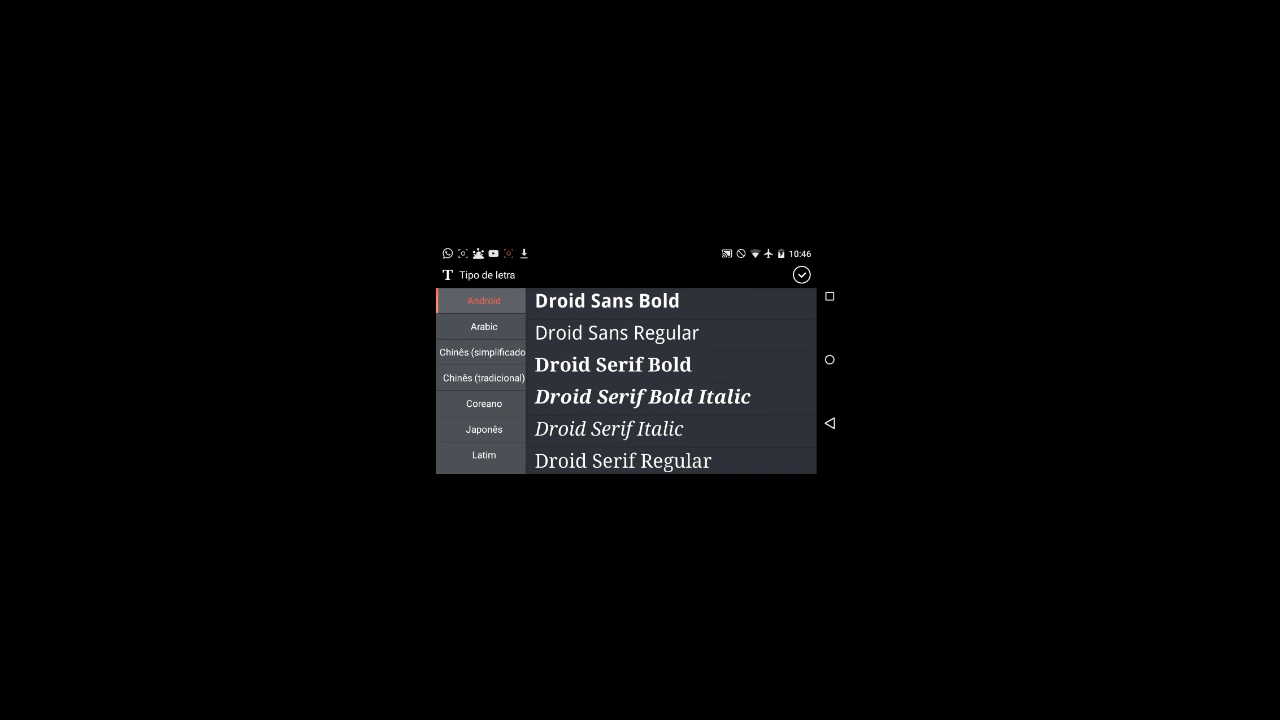 10:46
T Tipo de letra
Android
Arabic
Chinês (simplificado
Chinês (tradicional)
Coreano
Japonês
Latim
Droid Sans Bold
Droid Sans Regular
Droid Serif Bold
Droid Serif Bold Italic
Droid Serif Italic
Droid Serif Regular